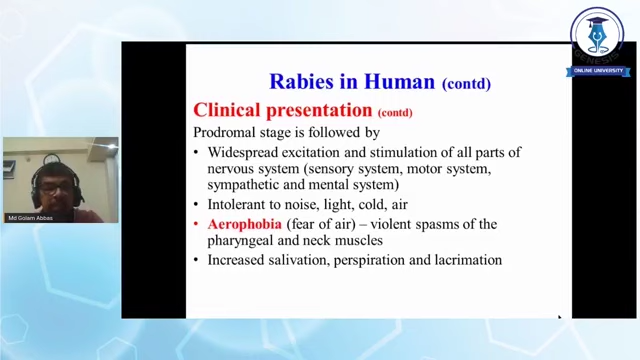 GENESIS
ONLINE UNIVERSITY
Rabies in Human (contd)
Clinical presentation (contd)
Prodromal stage is followed by
• Widespread excitation and stimulation of all parts of
nervous system (sensory system, motor system,
sympathetic and mental system)
• Intolerant to noise, light, cold, air
• Aerophobia (fear of air) – violent spasms of the
pharyngeal and neck muscles
• Increased salivation, perspiration and lacrimation
Md Golam Abbas